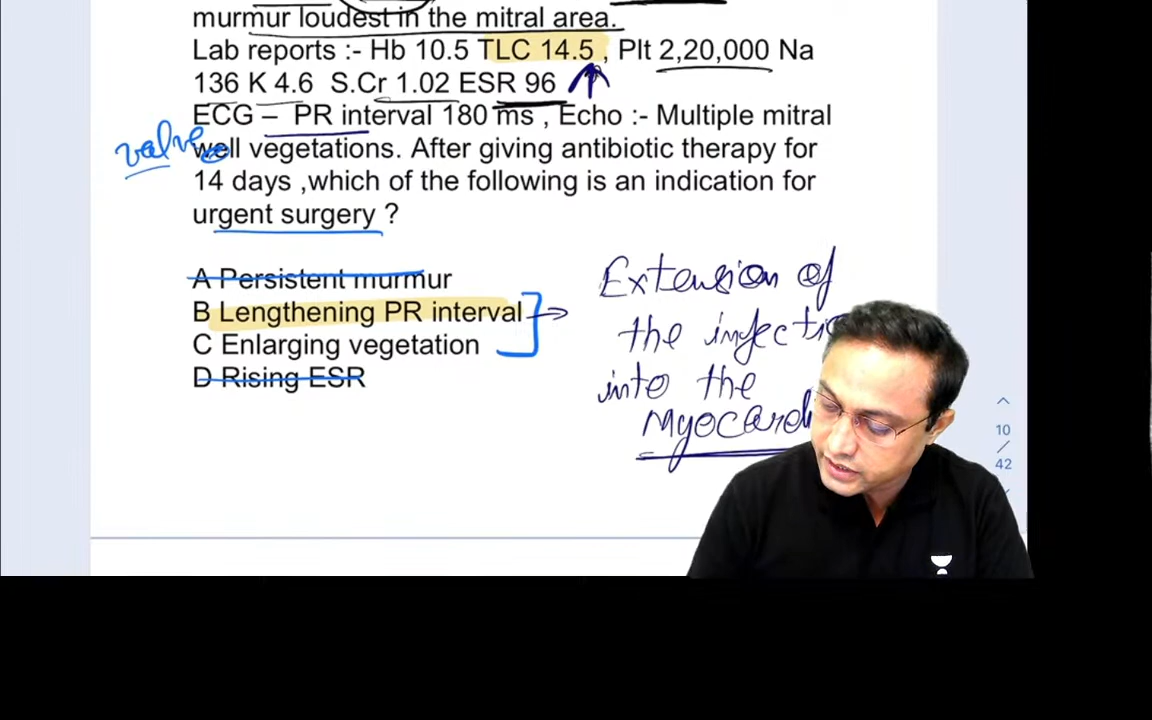 murmur loudest in the mitral area.
Lab reports :- Hb 10.5 TLC 14.5 , Plt 2,20,000 Na
136 K 4.6 S.Cr 1.02 ESR 96
ECG – PR interval 180 ms , Echo :- Multiple mitral
valve
well vegetations. After giving antibiotic therapy for
14 days ,which of the following is an indication for
urgent surgery ?
A Persistent murmur
B Lengthening PR interval
C Enlarging vegetation
D Rising ESR
Extension of
the infecti
into the
Myocardi
10
/
42